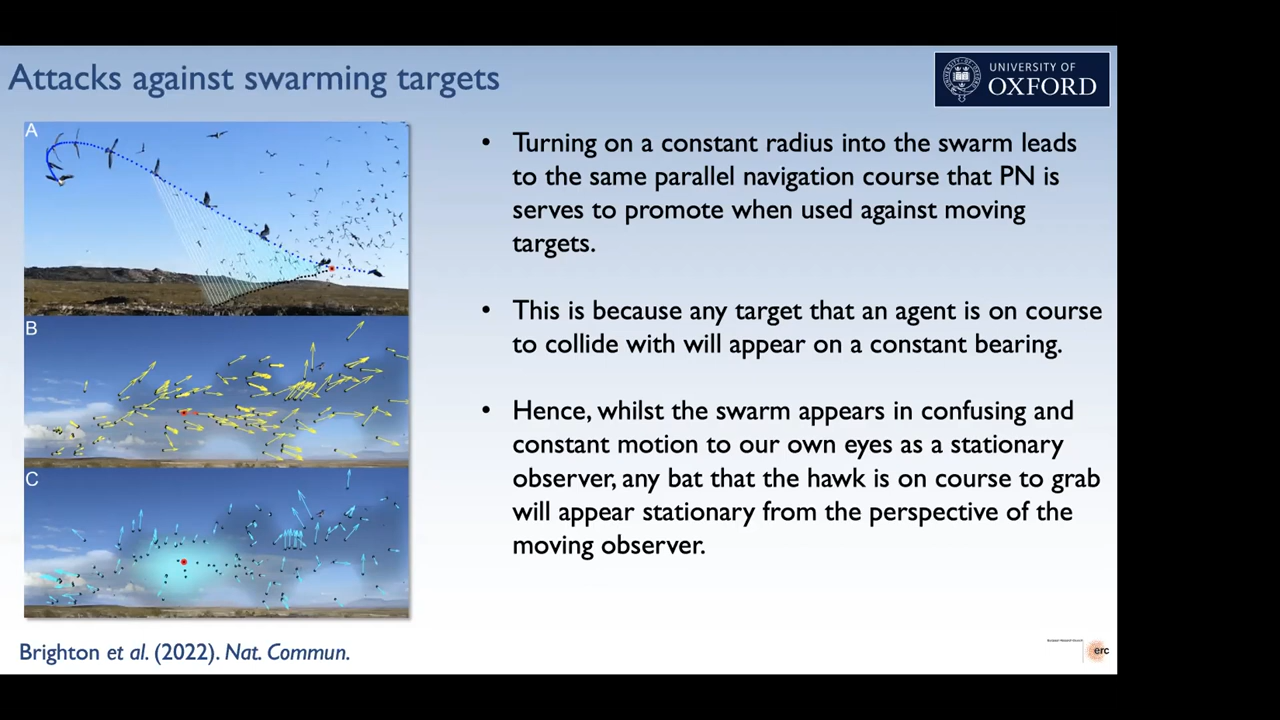 Attacks against swarming targets
UNIVERSITY OF
OXFORD
A
B
C
• Turning on a constant radius into the swarm leads
to the same parallel navigation course that PN is
serves to promote when used against moving
targets.
• This is because any target that an agent is on course
to collide with will appear on a constant bearing.
• Hence, whilst the swarm appears in confusing and
constant motion to our own eyes as a stationary
observer, any bat that the hawk is on course to grab
will appear stationary from the perspective of the
moving observer.
Brighton et al. (2022). Nat. Commun.
erc